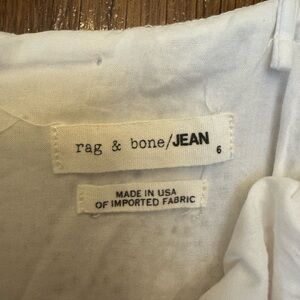 rag & bone/JEAN
6
MADE IN USA
OF IMPORTED FABRIC